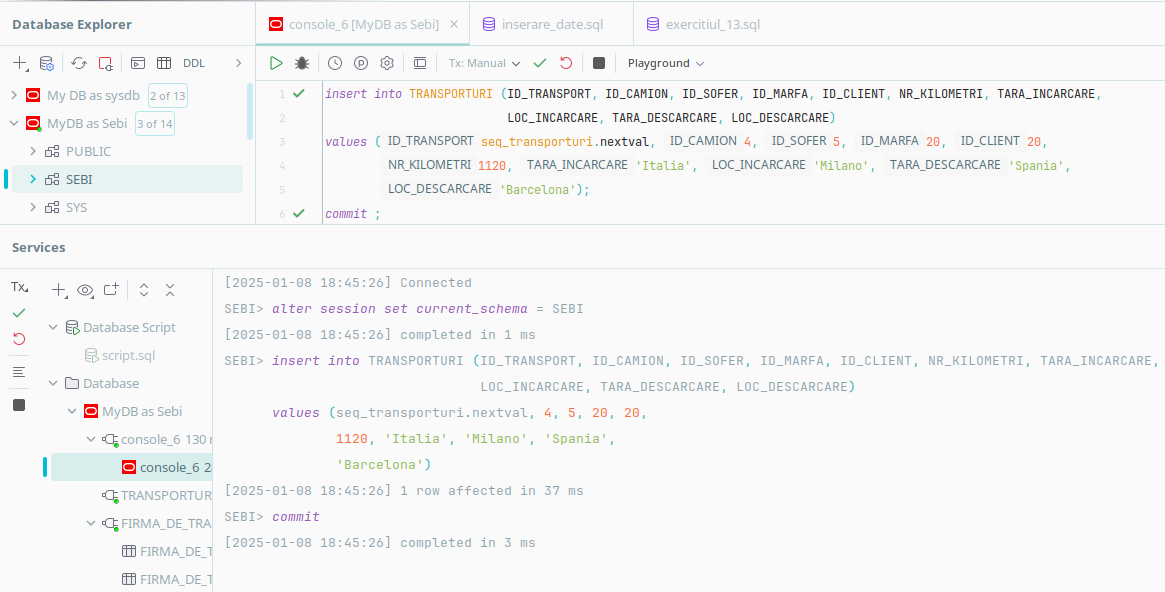 Database Explorer
console_6 [MyDB as Sebi]
inserare_date.sql
exercitiul_13.sql
DDL
Tx: Manual
Playground
My DB as sysdb 2 of 13
MyDB as Sebi 3 of 14
PUBLIC
SEBI
SYS
1 insert into TRANSPORTURI (ID_TRANSPORT, ID_CAMION, ID_SOFER, ID_MARFA, ID_CLIENT, NR_KILOMETRI, TARA_INCARCARE,
2 LOC_INCARCARE, TARA_DESCARCARE, LOC_DESCARCARE)
3 values ( ID_TRANSPORT seq_transporturi.nextval, ID_CAMION 4, ID_SOFER 5, ID_MARFA 20, ID_CLIENT 20,
4 NR_KILOMETRI 1120, TARA_INCARCARE 'Italia', LOC_INCARCARE 'Milano', TARA_DESCARCARE 'Spania',
5 LOC_DESCARCARE 'Barcelona');
6 commit ;
Services
Tx
Database Script
script.sql
Database
MyDB as Sebi
console_6 130
console_6 2
TRANSPORTUR
FIRMA_DE_TRA
FIRMA_DE_T
FIRMA_DE_T
[2025-01-08 18:45:26] Connected
SEBI> alter session set current_schema = SEBI
[2025-01-08 18:45:26] completed in 1 ms
SEBI> insert into TRANSPORTURI (ID_TRANSPORT, ID_CAMION, ID_SOFER, ID_MARFA, ID_CLIENT, NR_KILOMETRI, TARA_INCARCARE,
LOC_INCARCARE, TARA_DESCARCARE, LOC_DESCARCARE)
values (seq_transporturi.nextval, 4, 5, 20, 20,
1120, 'Italia', 'Milano', 'Spania',
'Barcelona')
[2025-01-08 18:45:26] 1 row affected in 37 ms
SEBI> commit
[2025-01-08 18:45:26] completed in 3 ms